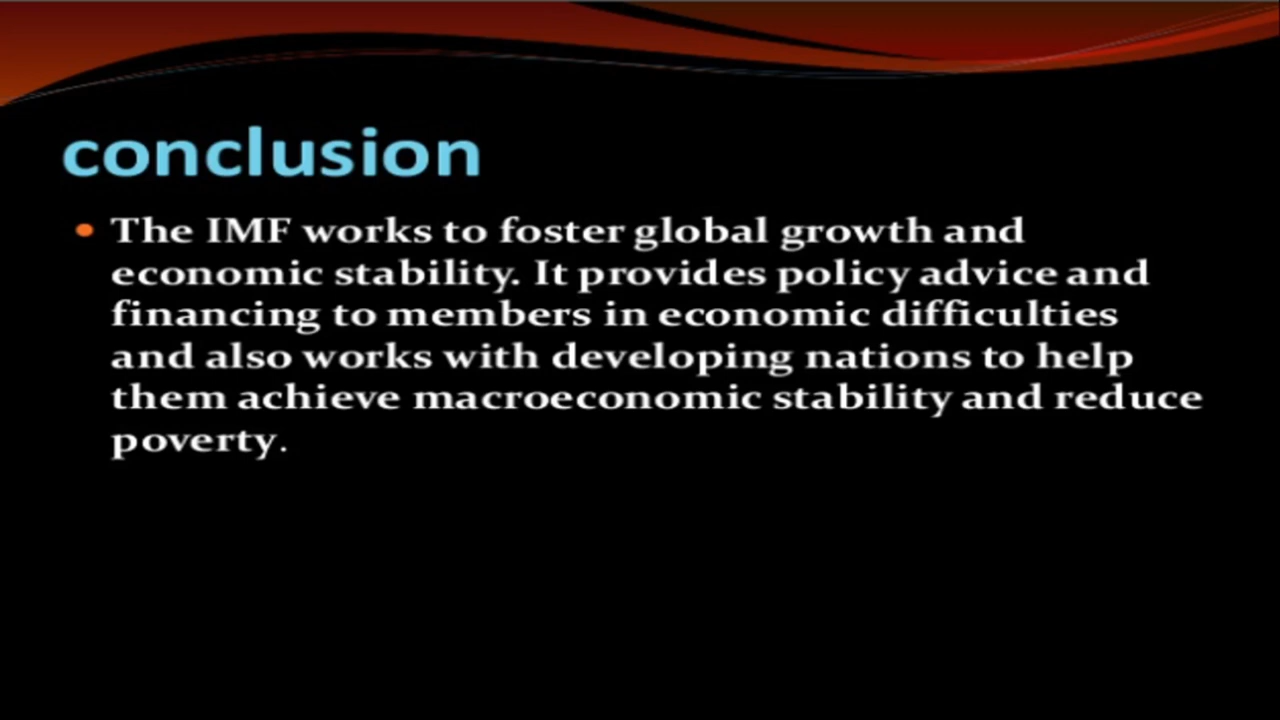 conclusion
• The IMF works to foster global growth and
economic stability. It provides policy advice and
financing to members in economic difficulties
and also works with developing nations to help
them achieve macroeconomic stability and reduce
poverty.